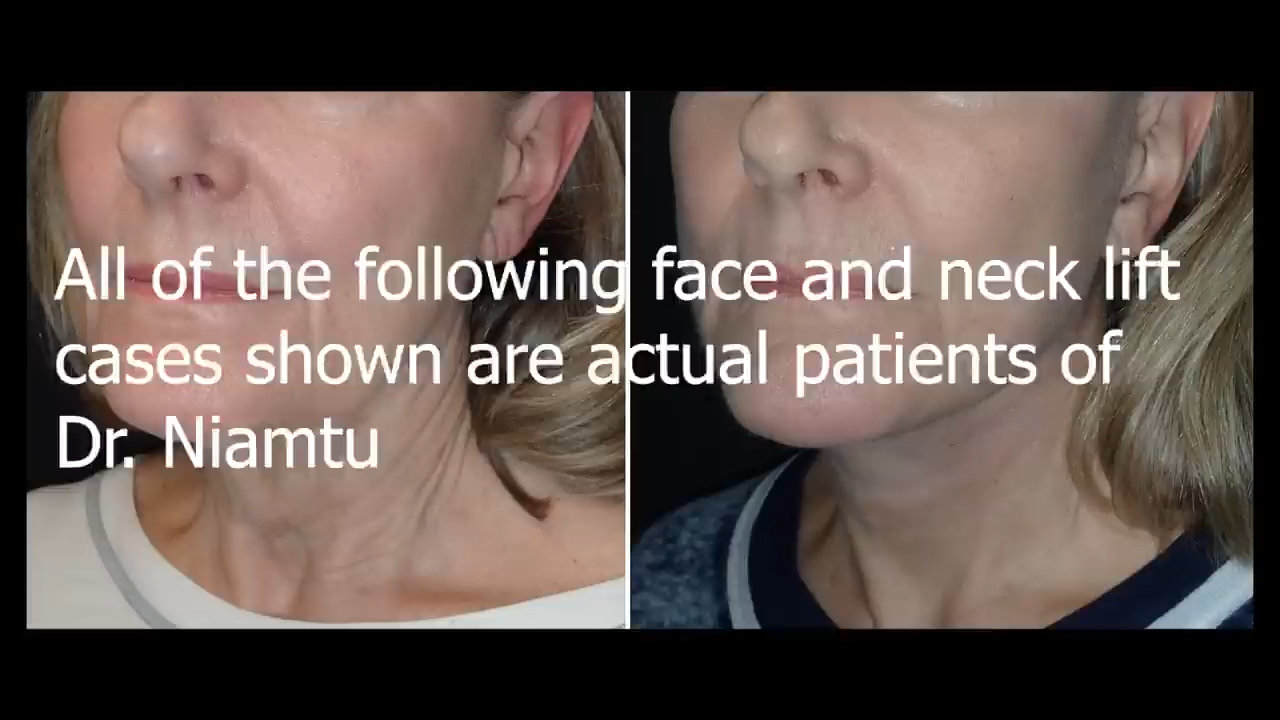 All of the following face and neck lift
cases shown are actual patients of
Dr. Niamtu